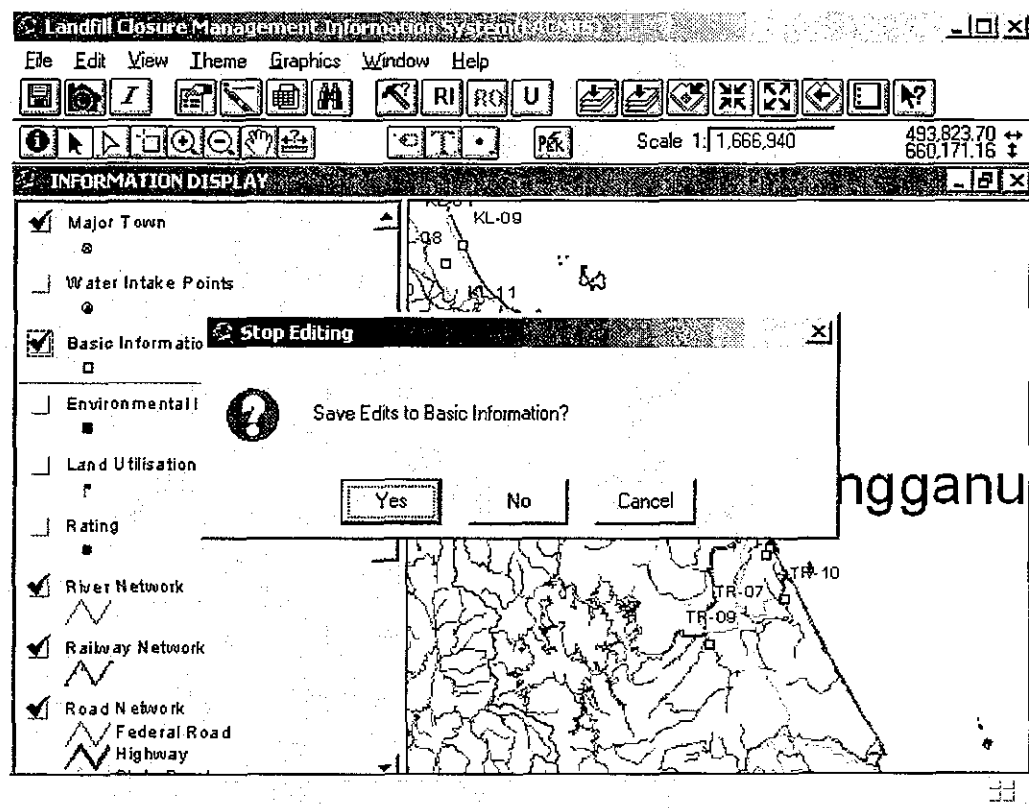 Landfill Closure Management Information System
File Edit View Theme Graphics Window Help
I RI RO U
T Scale 1: 1,666,940 493,823.70
660,171.16
INFORMATION DISPLAY
Major Town
Water Intake Points
Basic Informatio
Environmental I
Land Utilisation
Rating
River Network
Railway Network
Road Network
Federal Road
Highway
KL-09
-08
KL-11
Stop Editing
Save Edits to Basic Information?
Yes No Cancel
ngganu
TR-10
TR-07
TR-09